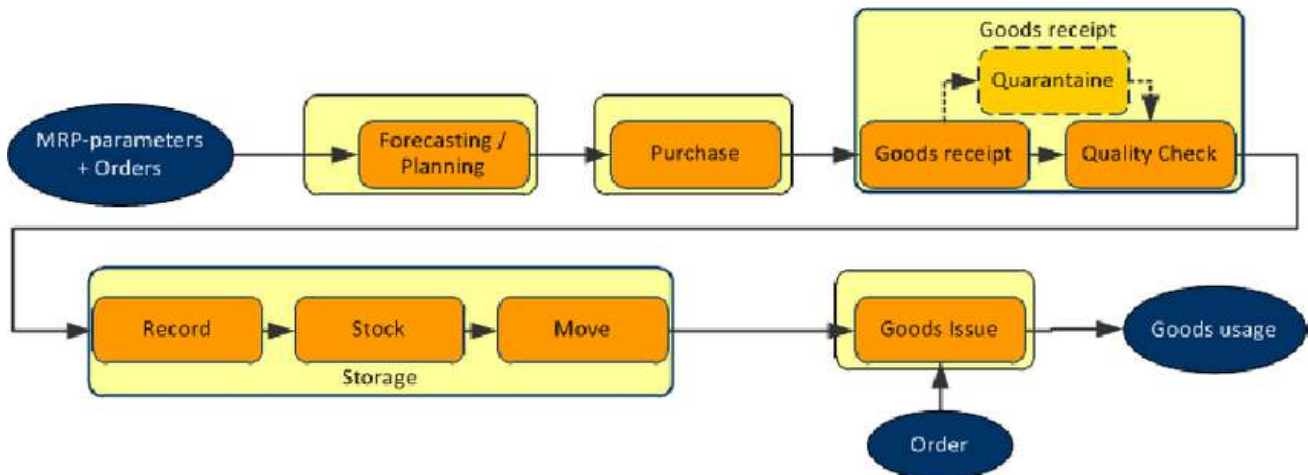 Goods receipt
Quarantaine
MRP-parameters
+ Orders
Forecasting /
Planning
Purchase
Goods receipt
Quality Check
Record
Stock
Move
Storage
Goods Issue
Goods usage
Order